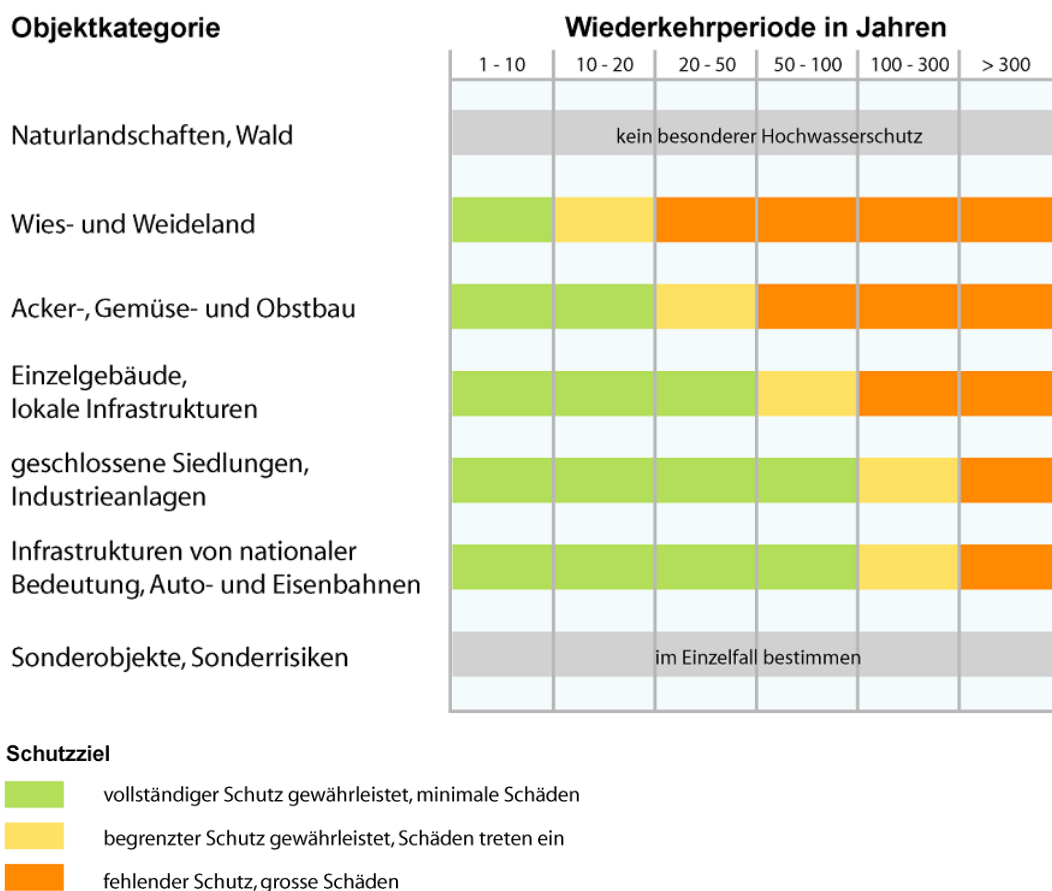 Objektkategorie
Wiederkehrperiode in Jahren
1 - 10
10 - 20
20 - 50
50 - 100
100 - 300
> 300
Naturlandschaften, Wald
kein besonderer Hochwasserschutz
Wies- und Weideland
Acker-, Gemüse- und Obstbau
Einzelgebäude,
lokale Infrastrukturen
geschlossene Siedlungen,
Industrieanlagen
Infrastrukturen von nationaler
Bedeutung, Auto- und Eisenbahnen
Sonderobjekte, Sonderrisiken
im Einzelfall bestimmen
Schutzziel
vollständiger Schutz gewährleistet, minimale Schäden
begrenzter Schutz gewährleistet, Schäden treten ein
fehlender Schutz, grosse Schäden